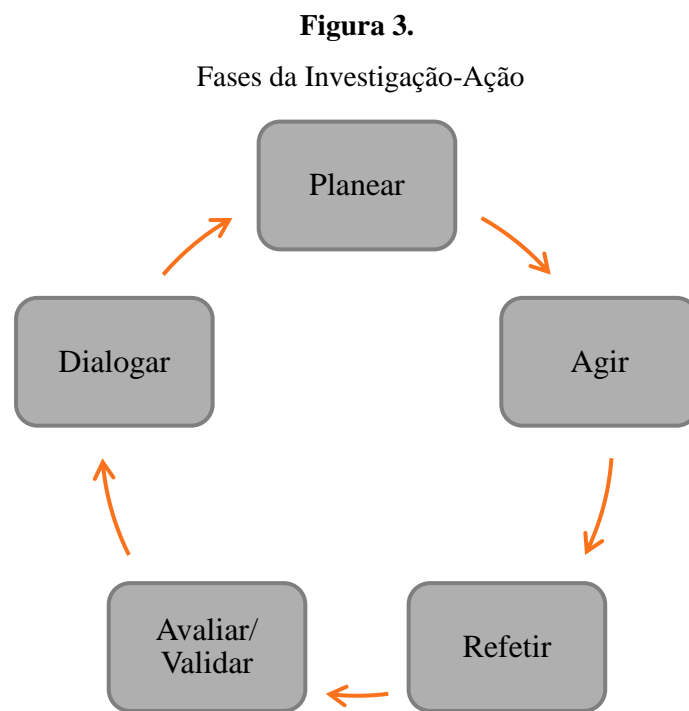 Figura 3.
Fases da Investigação-Ação
Planear
Agir
Refetir
Avaliar/
Validar
Dialogar